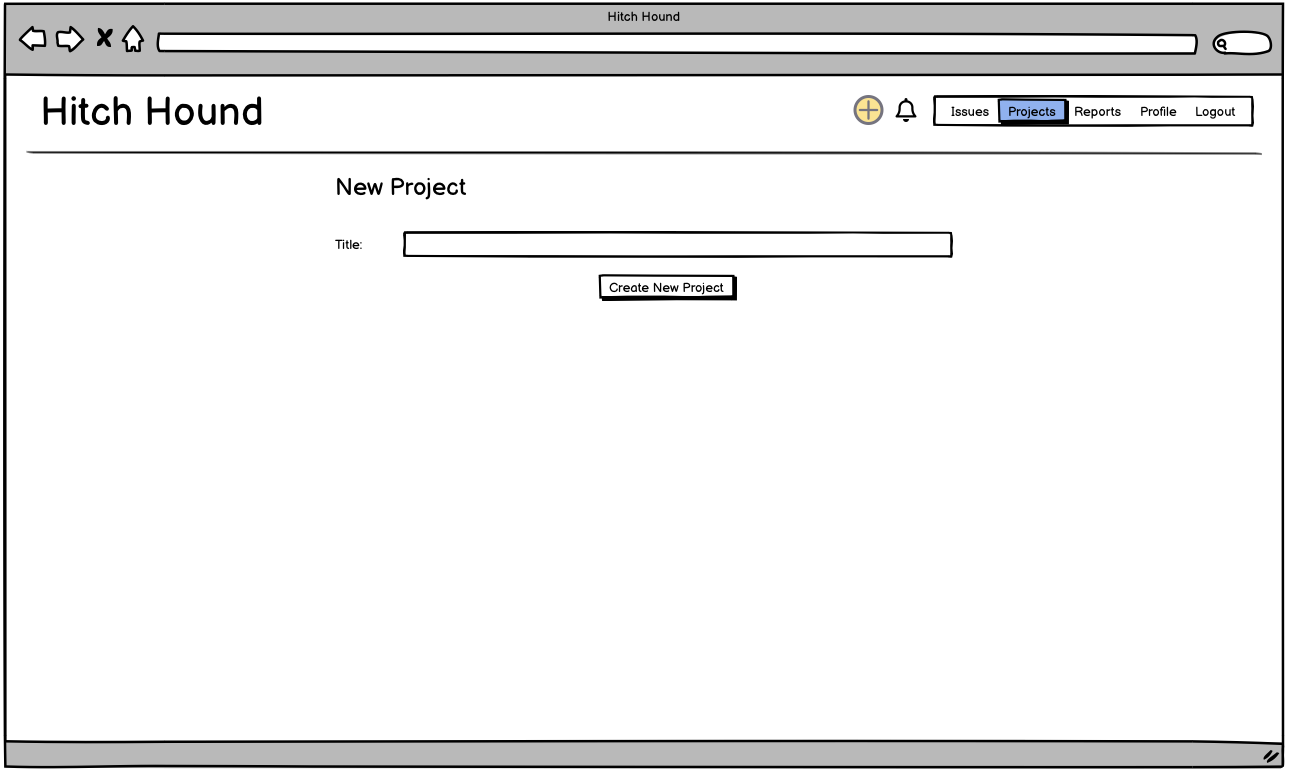 Hitch Hound
Hitch Hound
Issues Projects Reports Profile Logout
New Project
Title:
Create New Project